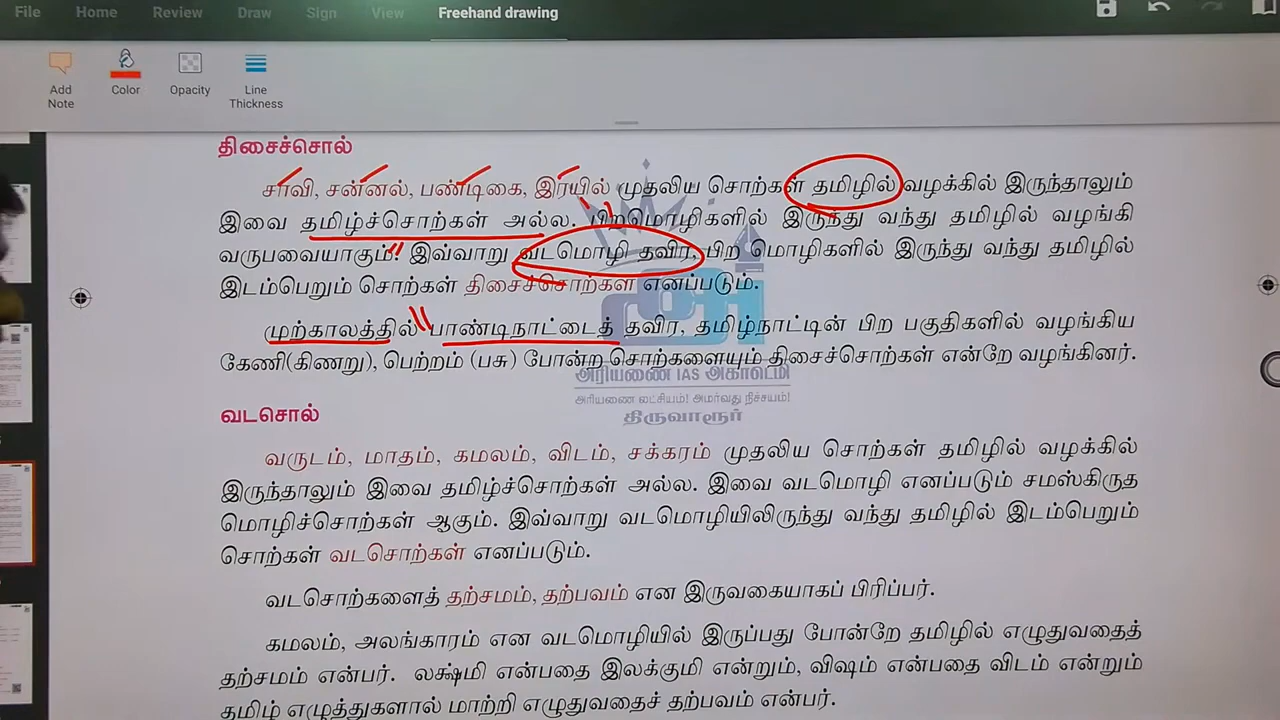 File Home Review Draw Sign View Freehand drawing
Add Note
Color
Opacity
Line Thickness
திசைச்சொல்
சாவி, சன்னல், பண்டிகை, இரயில் முதலிய சொற்கள் தமிழில் வழக்கில் இருந்தாலும்
இவை தமிழ்ச்சொற்கள் அல்ல. பிறமொழிகளில் இருந்து வந்து தமிழில் வழங்கி
வருபவையாகும். இவ்வாறு வடமொழி தவிர, பிற மொழிகளில் இருந்து வந்து தமிழில்
இடம்பெறும் சொற்கள் திசைச்சொற்கள் எனப்படும்.
முற்காலத்தில் பாண்டிநாட்டைத் தவிர, தமிழ்நாட்டின் பிற பகுதிகளில் வழங்கிய
கேணி(கிணறு), பெற்றம் (பசு) போன்ற சொற்களையும் திசைச்சொற்கள் என்றே வழங்கினர்.
அரியணை IAS அகாடெமி
அரியணை லட்சியம்! அமர்வது நிச்சயம்!
திருவாரூர்
வடசொல்
வருடம், மாதம், கமலம், விடம், சக்கரம் முதலிய சொற்கள் தமிழில் வழக்கில்
இருந்தாலும் இவை தமிழ்ச்சொற்கள் அல்ல. இவை வடமொழி எனப்படும் சமஸ்கிருத
மொழிச்சொற்கள் ஆகும். இவ்வாறு வடமொழியிலிருந்து வந்து தமிழில் இடம்பெறும்
சொற்கள் வடசொற்கள் எனப்படும்.
வடசொற்களைத் தற்சமம், தற்பவம் என இருவகையாகப் பிரிப்பர்.
கமலம், அலங்காரம் என வடமொழியில் இருப்பது போன்றே தமிழில் எழுதுவதைத்
தற்சமம் என்பர். லக்ஷ்மி என்பதை இலக்குமி என்றும், விஷம் என்பதை விடம் என்றும்
தமிழ் எழுத்துகளால் மாற்றி எழுதுவதைச் தற்பவம் என்பர்.